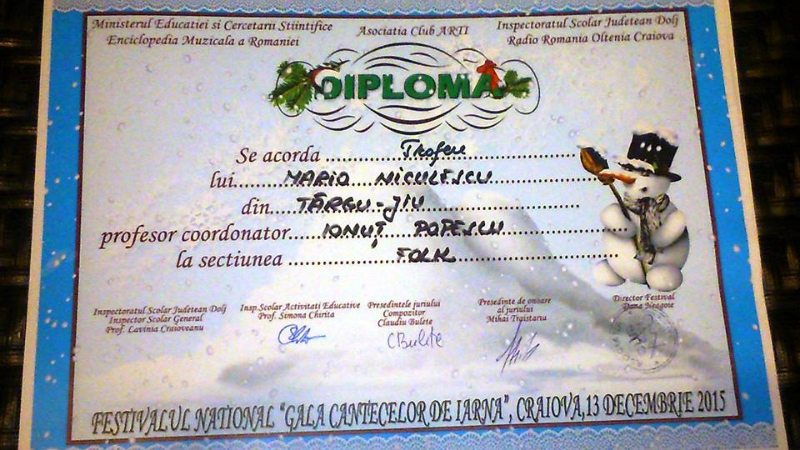 Ministerul Educatiei si Cercetarii Stiintifice
Enciclopedia Muzicala a Romaniei
Asociatia Club ARTI
Inspectoratul Scolar Judetean Dolj
Radio Romania Oltenia Craiova
DIPLOMA
Se acorda .......... Trofeu
lui.......... MARIO NICULESCU
din .......... TÂRGU-JIU
profesor coordonator.......... IONUȚ POPESCU
la sectiunea .......... FOLK
Inspectoratul Scolar Judetean Dolj
Inspector Scolar General
Prof. Lavinia Craioveanu
Insp.Scolar Activitati Educative
Prof. Simona Chirita
Presedintele juriului
Compozitor
Claudiu Bulete
CBulete
Presedinte de onoare
al juriului
Mihai Traistariu
Director Festival
Dana Neagoe
FESTIVALUL NATIONAL "GALA CANTECELOR DE IARNA", CRAIOVA,13 DECEMBRIE 2015